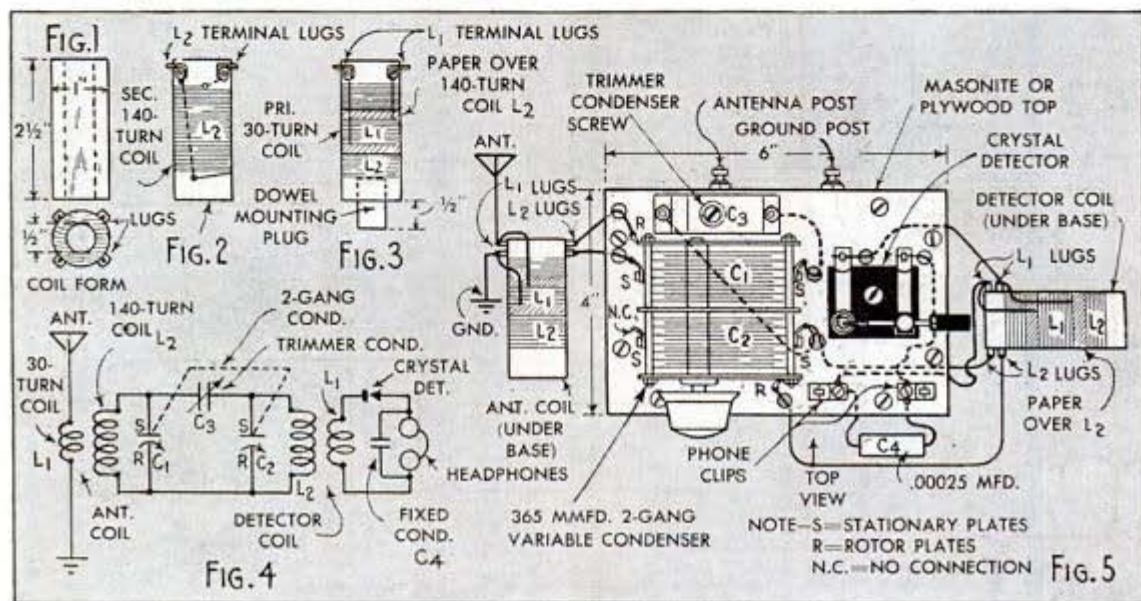 FIG.1
L2 TERMINAL LUGS
L1 TERMINAL LUGS
PAPER OVER
140-TURN
COIL L2
1"
2½"
SEC.
140-
TURN
COIL
L2
PRI.
30-TURN
COIL
L1
L2
½"
LUGS
COIL FORM
FIG.2
DOWEL
MOUNTING
PLUG
½"
FIG.3
TRIMMER
CONDENSER
SCREW
ANTENNA POST
GROUND POST
MASONITE OR
PLYWOOD TOP
CRYSTAL
DETECTOR
6"
DETECTOR COIL
(UNDER BASE)
ANT.
L1 LUGS
L2 LUGS
R
C3
L1 LUGS
S
C1
S
4"
N.C.
L1
L2
GND.
C2
S
S
L1
L2
R
L2 LUGS
PAPER
OVER L2
ANT. COIL
(UNDER
BASE)
PHONE
CLIPS
C4
TOP
VIEW
.00025 MFD.
365 MMFD. 2-GANG
VARIABLE CONDENSER
NOTE-S=STATIONARY PLATES
R=ROTOR PLATES
N.C.=NO CONNECTION
FIG.5
140-TURN
COIL L2
2-GANG
COND.
ANT.
TRIMMER COND.
CRYSTAL
DET.
30-
TURN
COIL
L1
C3
L1
S
R
C1
S
R
C2
L2
HEADPHONES
ANT.
COIL
DETECTOR
COIL
FIXED
COND.
C4
FIG.4